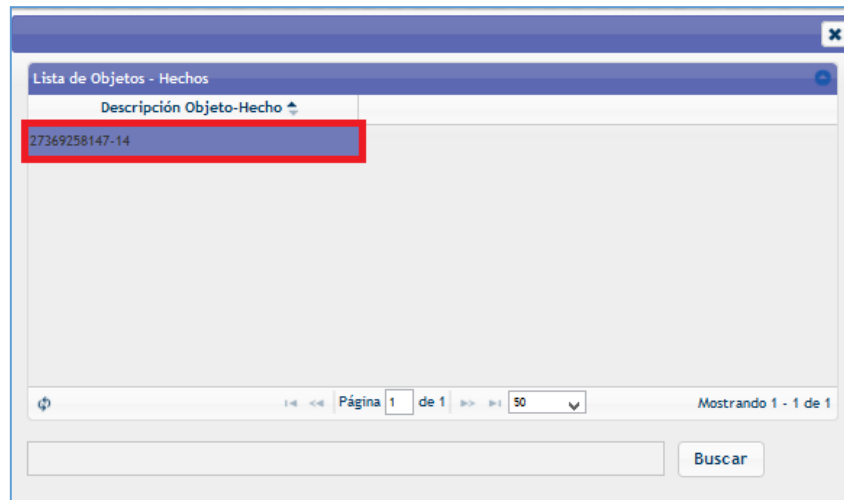 Lista de Objetos - Hechos
Descripción Objeto-Hecho
27369258147-14
Página 1 de 1 50 Mostrando 1 - 1 de 1
Buscar